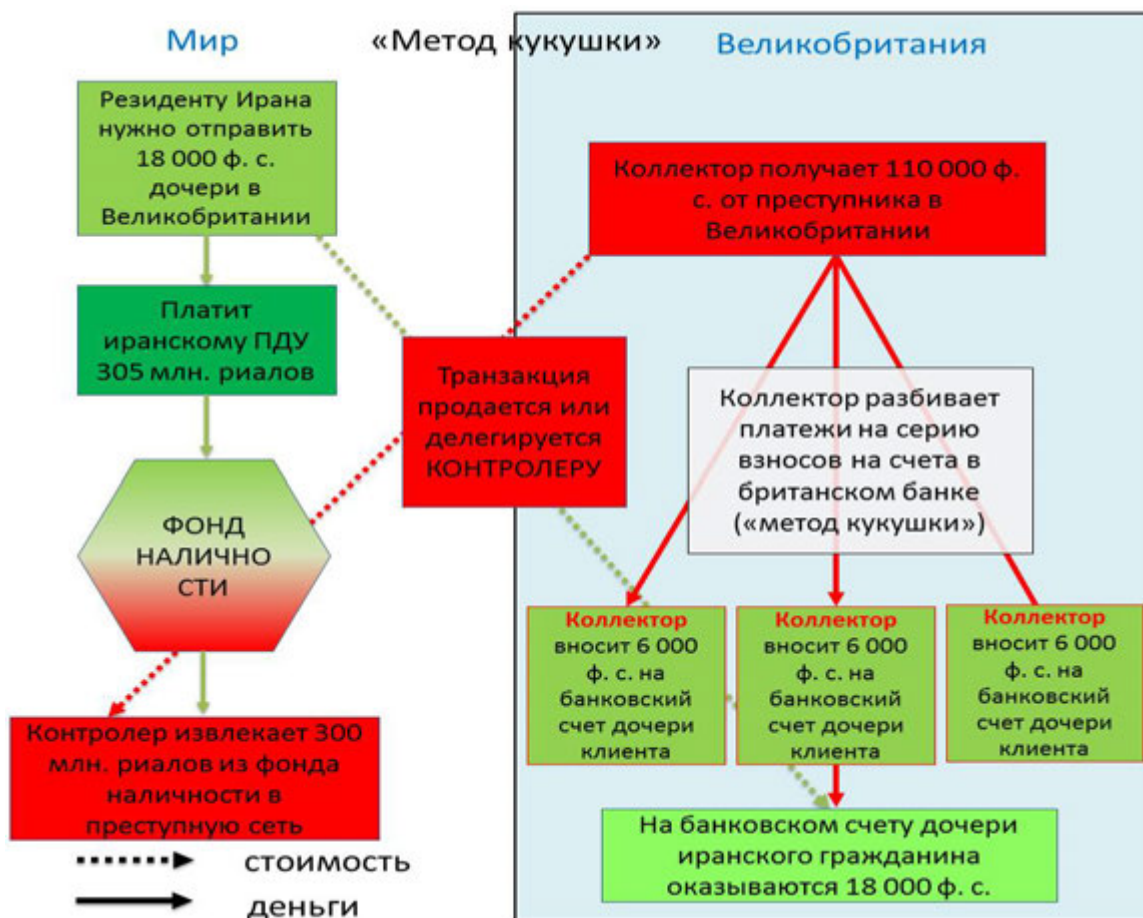 Мир
«Метод кукушки»
Великобритания
Резиденту Ирана
нужно отправить
18 000 ф. с.
дочери в
Великобритании
Платит
иранскому ПДУ
305 млн. риалов
ФОНД
НАЛИЧНО
СТИ
Контролер извлекает 300
млн. риалов из фонда
наличности в
преступную сеть
стоимость
деньги
Транзакция
продается или
делегируется
КОНТРОЛЕРУ
Коллектор получает 110 000 ф.
с. от преступника в
Великобритании
Коллектор разбивает
платежи на серию
взносов на счета в
британском банке
(«метод кукушки»)
Коллектор
вносит 6 000
ф. с. на
банковский
счет дочери
клиента
Коллектор
вносит 6 000
ф. с. на
банковский
счет дочери
клиента
Коллектор
вносит 6 000
ф. с. на
банковский
счет дочери
клиента
На банковском счету дочери
иранского гражданина
оказываются 18 000 ф. с.